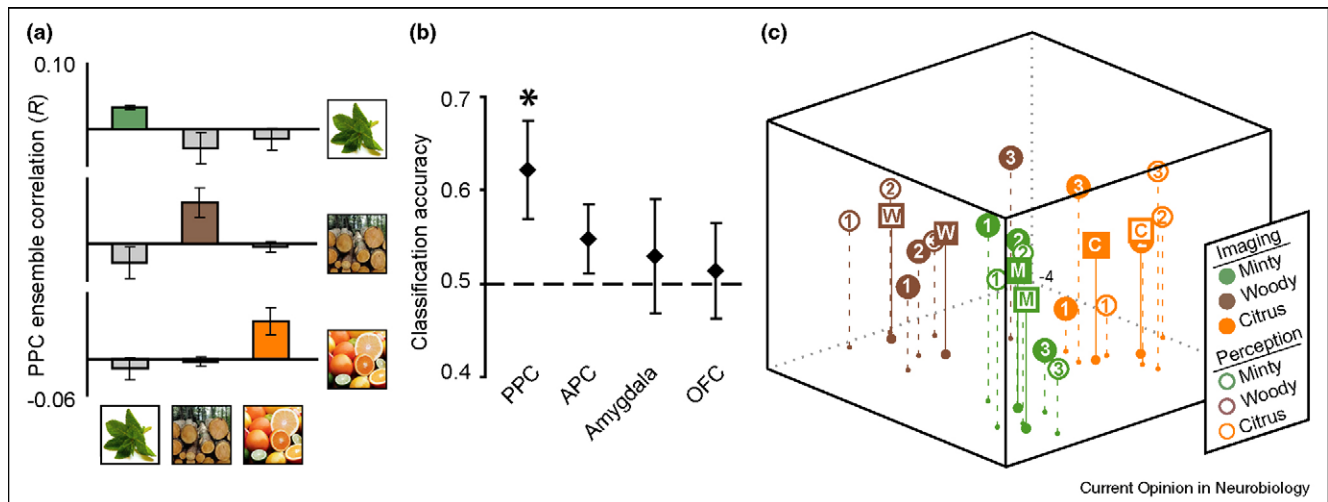 (a)
0.10
PPC ensemble correlation (R)
-0.06
(b)
Classification accuracy
0.7
*
0.6
0.5
0.4
PPC
APC
Amygdala
OFC
(c)
3
2
W
1
W
2
3
1
1
2
2
M
1
M
-4
3
3
3
3
2
C
C
1
1
Imaging
Minty
Woody
Citrus
Perception
Minty
Woody
Citrus
Current Opinion in Neurobiology